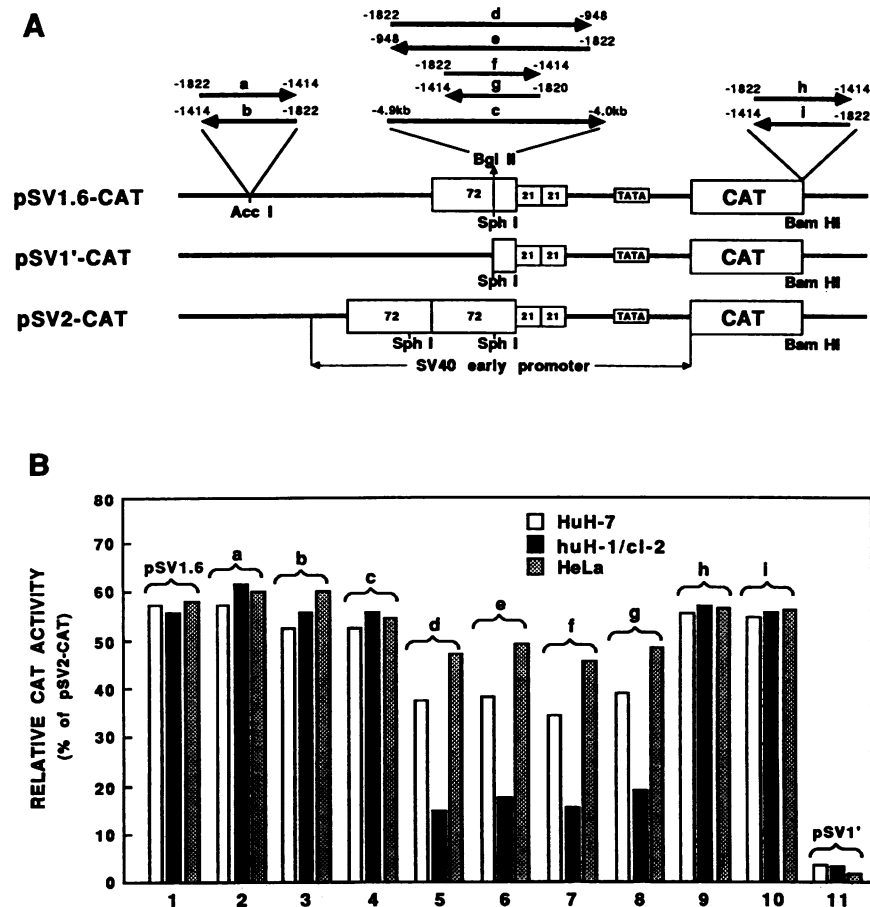 A
-1822 d -948
-948 e -1822
-1822 f -1414
-1414 g -1820
-4.9kb c -4.0kb
-1822 a -1414
-1414 b -1822
-1822 h -1414
-1414 i -1822
Bgl II
pSV1.6-CAT 72 21 21 TATA CAT
Acc I Sph I Bam HI
pSV1'-CAT 21 21 TATA CAT
Sph I Bam HI
pSV2-CAT 72 72 21 21 TATA CAT
Sph I Sph I Bam HI
SV40 early promoter
B
RELATIVE CAT ACTIVITY
(% of pSV2-CAT)
80
70
60
50
40
30
20
10
0
HuH-7
huH-1/cl-2
HeLa
pSV1.6 a b c d e f g h i pSV1'
1 2 3 4 5 6 7 8 9 10 11